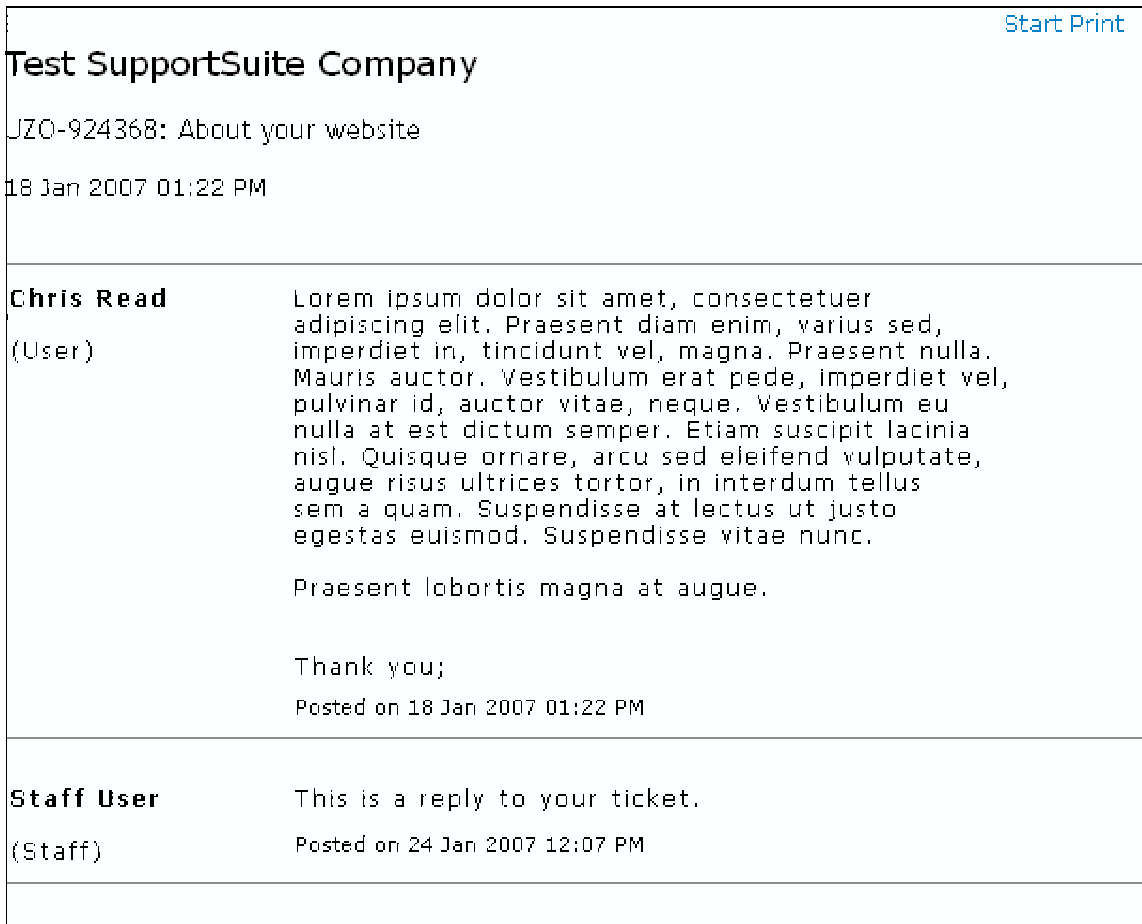 Start Print
Test SupportSuite Company
UZO-924368: About your website
18 Jan 2007 01:22 PM
Chris Read
(User)
Lorem ipsum dolor sit amet, consectetuer
adipiscing elit. Praesent diam enim, varius sed,
imperdiet in, tincidunt vel, magna. Praesent nulla.
Mauris auctor. Vestibulum erat pede, imperdiet vel,
pulvinar id, auctor vitae, neque. Vestibulum eu
nulla at est dictum semper. Etiam suscipit lacinia
nisl. Quisque ornare, arcu sed eleifend vulputate,
augue risus ultrices tortor, in interdum tellus
sem a quam. Suspendisse at lectus ut justo
egestas euismod. Suspendisse vitae nunc.
Praesent lobortis magna at augue.
Thank you;
Posted on 18 Jan 2007 01:22 PM
Staff User
(Staff)
This is a reply to your ticket.
Posted on 24 Jan 2007 12:07 PM